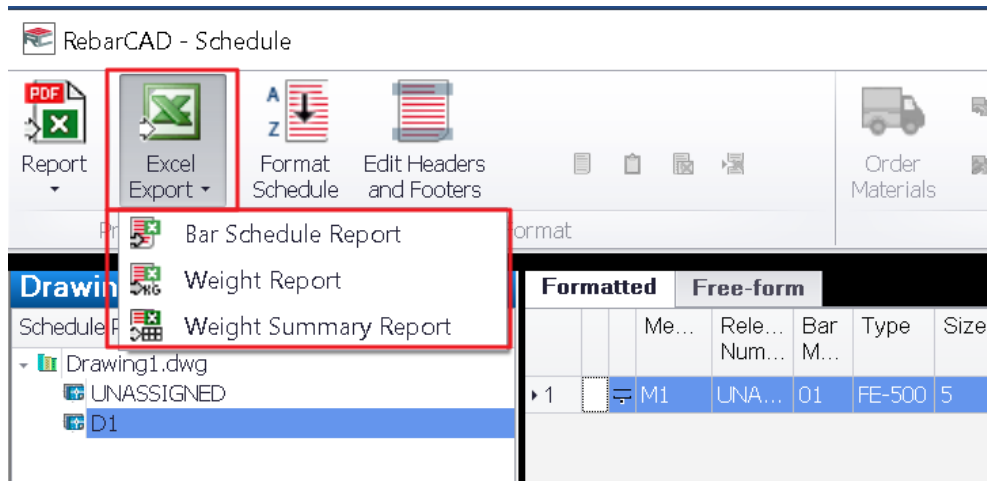 RebarCAD - Schedule
PDF
A
Z
Report
Excel
Export
Format
Schedule
Edit Headers
and Footers
Order
Materials
Pr
ormat
Bar Schedule Report
KG
Weight Report
Weight Summary Report
Drawin
Schedule P
Drawing1.dwg
UNASSIGNED
D1
Formatted
Free-form
Me...
Rele...
Num...
Bar
M...
Type
Size
1
M1
UNA...
01
FE-500
5